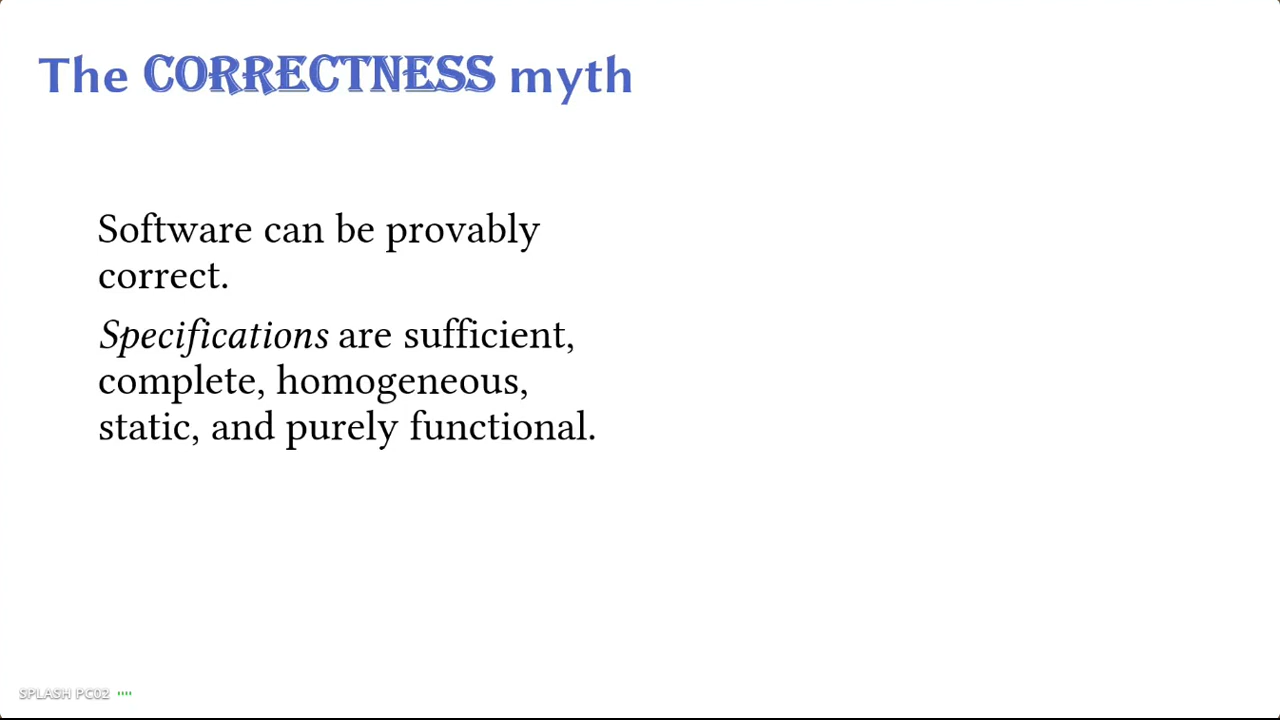 The CORRECTNESS myth
Software can be provably
correct.
Specifications are sufficient,
complete, homogeneous,
static, and purely functional.
SPLASH PC02